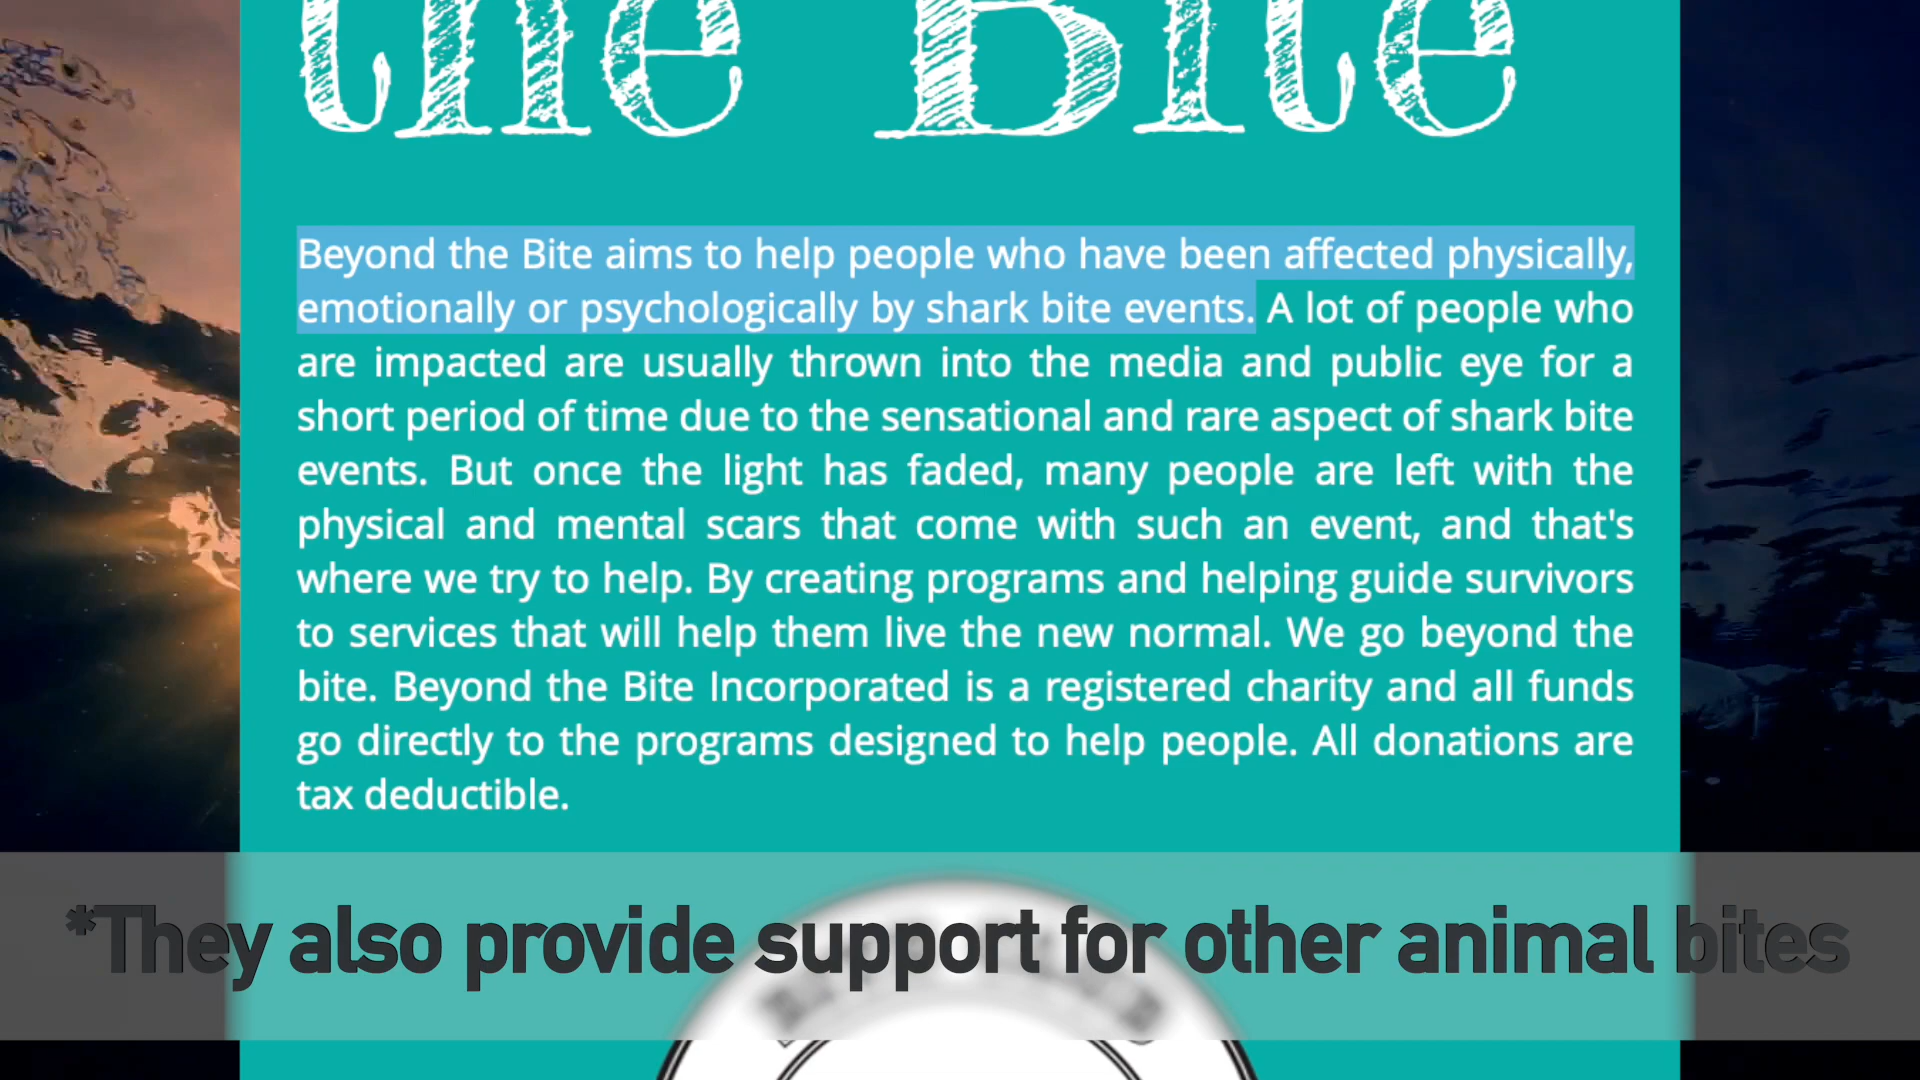 the Bite
Beyond the Bite aims to help people who have been affected physically,
emotionally or psychologically by shark bite events. A lot of people who
are impacted are usually thrown into the media and public eye for a
short period of time due to the sensational and rare aspect of shark bite
events. But once the light has faded, many people are left with the
physical and mental scars that come with such an event, and that's
where we try to help. By creating programs and helping guide survivors
to services that will help them live the new normal. We go beyond the
bite. Beyond the Bite Incorporated is a registered charity and all funds
go directly to the programs designed to help people. All donations are
tax deductible.
*They also provide support for other animal bites